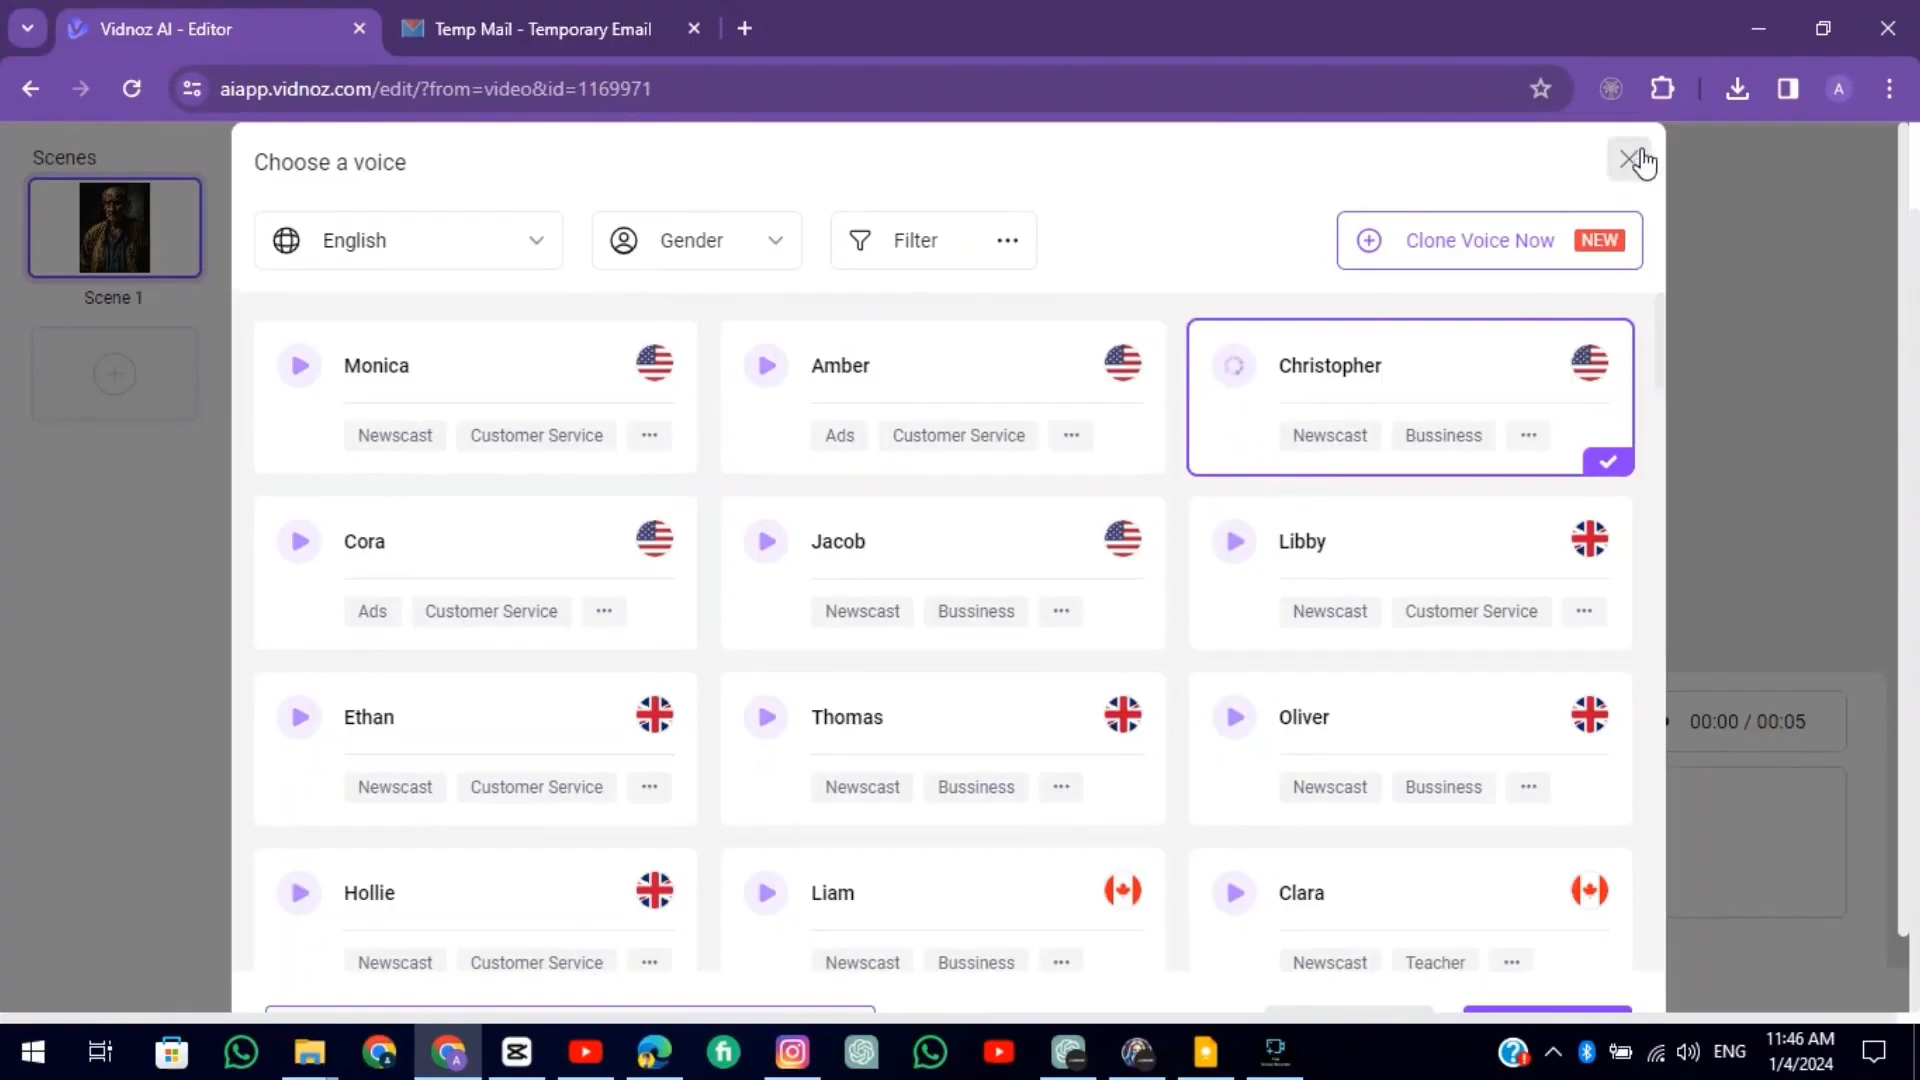 Vidnoz AI - Editor
Temp Mail - Temporary Email
aiapp.vidnoz.com/edit/?from=video&id=1169971
A
Scenes
Scene 1
Choose a voice
English
Gender
Filter
Clone Voice Now NEW
Monica
Newscast Customer Service
Amber
Ads Customer Service
Christopher
Newscast Bussiness
Cora
Ads Customer Service
Jacob
Newscast Bussiness
Libby
Newscast Customer Service
Ethan
Newscast Customer Service
Thomas
Newscast Bussiness
Oliver
Newscast Bussiness
Hollie
Newscast Customer Service
Liam
Newscast Bussiness
Clara
Newscast Teacher
00:00 / 00:05
ENG
11:46 AM
1/4/2024